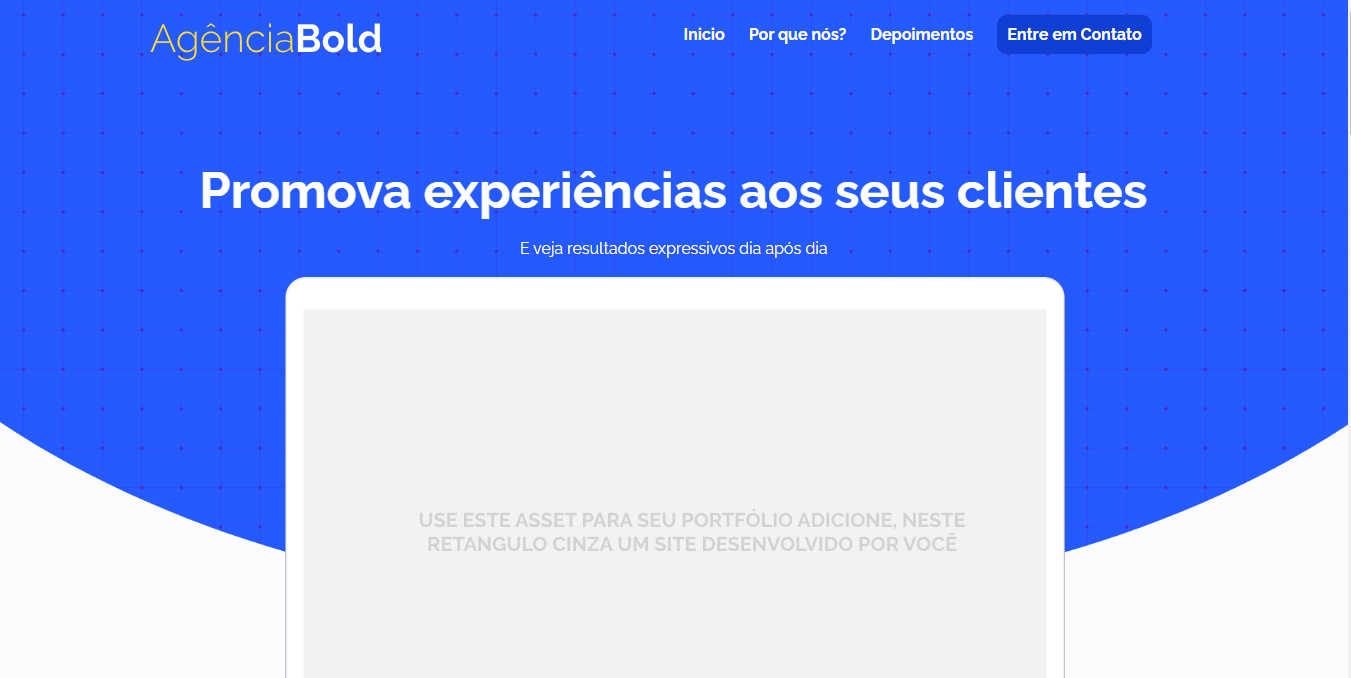 AgênciaBold
Inicio Por que nós? Depoimentos Entre em Contato
Promova experiências aos seus clientes
E veja resultados expressivos dia após dia
USE ESTE ASSET PARA SEU PORTFÓLIO ADICIONE, NESTE
RETANGULO CINZA UM SITE DESENVOLVIDO POR VOCÊ